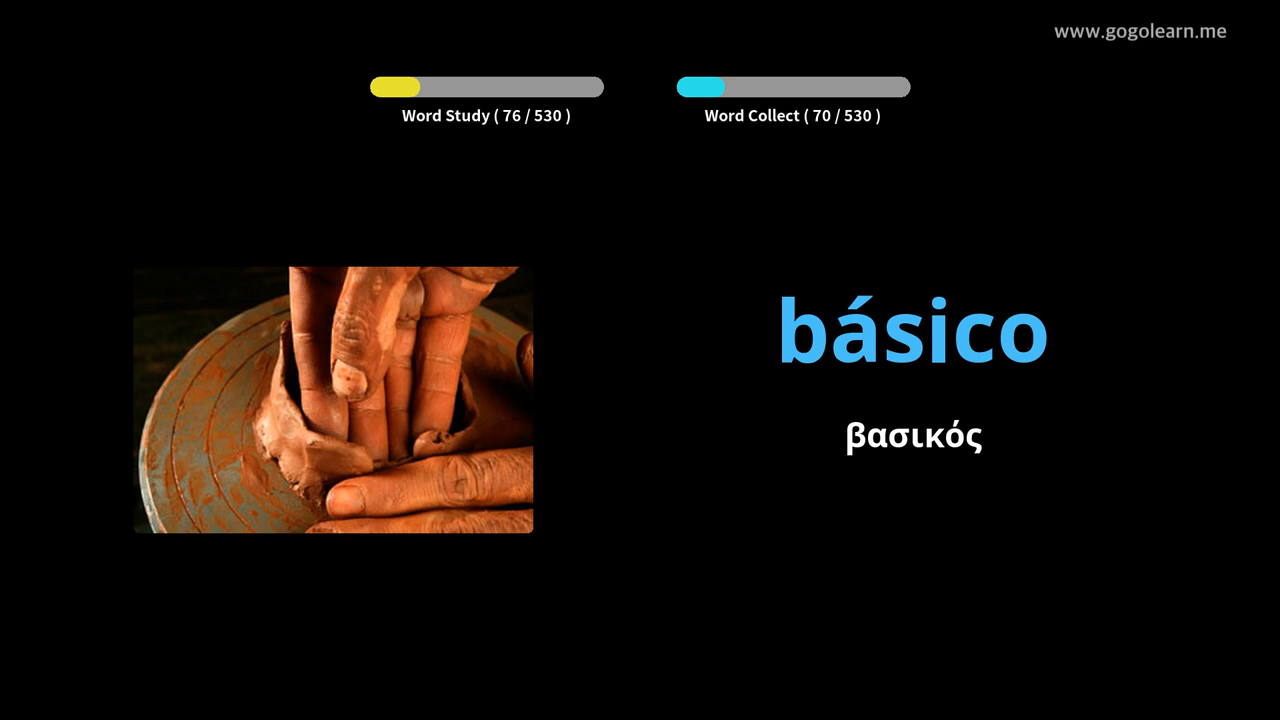 www.gogolearn.me
Word Study ( 76 / 530 )
Word Collect ( 70 / 530 )
básico
βασικός